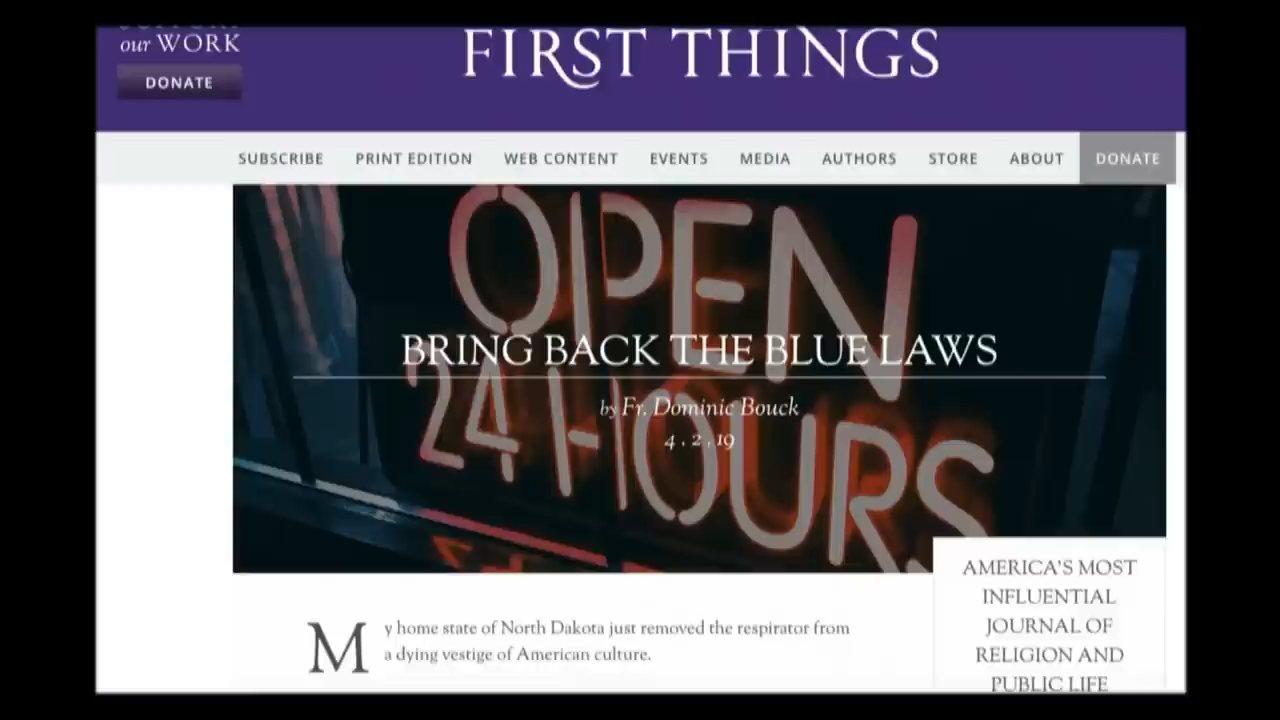 our WORK
DONATE
FIRST THINGS
SUBSCRIBE PRINT EDITION WEB CONTENT EVENTS MEDIA AUTHORS STORE ABOUT DONATE
OPEN
24 HOURS
BRING BACK THE BLUE LAWS
by Fr. Dominic Bouck
4 . 2 . 19
My home state of North Dakota just removed the respirator from
a dying vestige of American culture.
AMERICA'S MOST
INFLUENTIAL
JOURNAL OF
RELIGION AND
PUBLIC LIFE